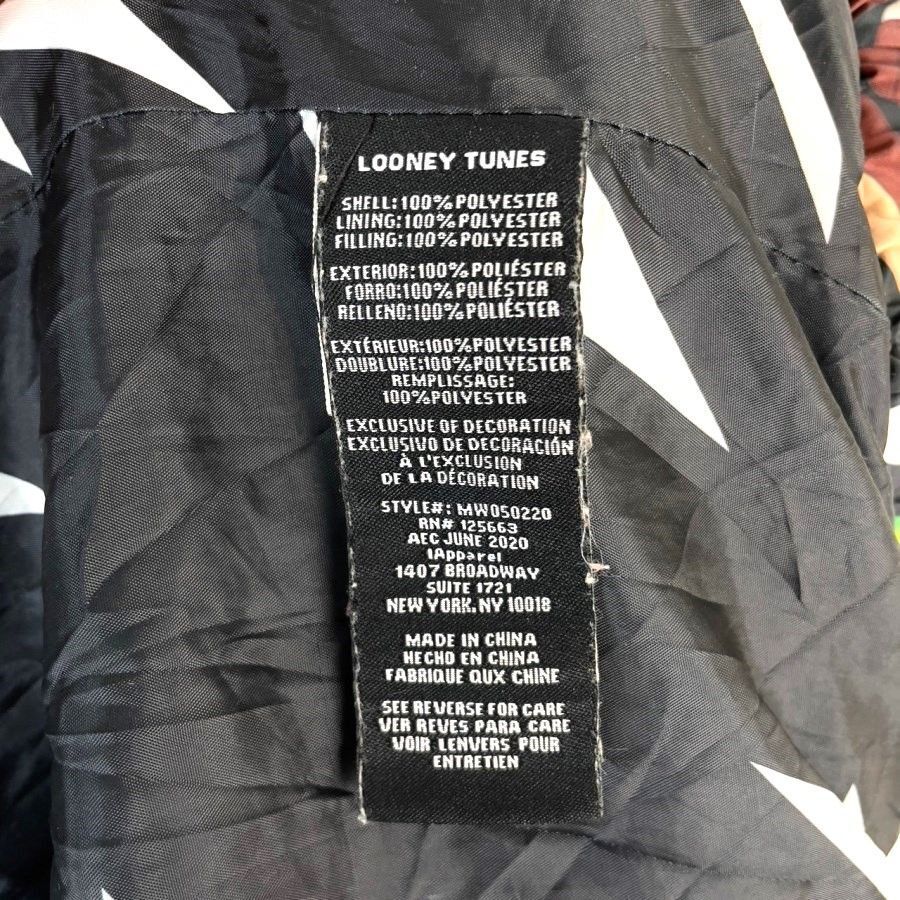 LOONEY TUNES
SHELL:100% POLYESTER
LINING:100% POLYESTER
FILLING:100% POLYESTER
EXTERIOR:100% POLIÉSTER
FORRO:100% POLIÉSTER
RELLENO:100% POLIÉSTER
EXTÉRIEUR:100% POLYESTER
DOUBLURE:100% POLYESTER
REMPLISSAGE:
100%POLYESTER
EXCLUSIVE OF DECORATION
EXCLUSIVO DE DECORACIÓN
À L'EXCLUSION
DE LA DÉCORATION
STYLE#: MW050220
RN# 125663
AEC JUNE 2020
IApparel
1407 BROADWAY
SUITE 1721
NEW YORK, NY 10018
MADE IN CHINA
HECHO EN CHINA
FABRIQUE QUX CHINE
SEE REVERSE FOR CARE
VER REVES PARA CARE
VOIR LENVERS POUR
ENTRETIEN